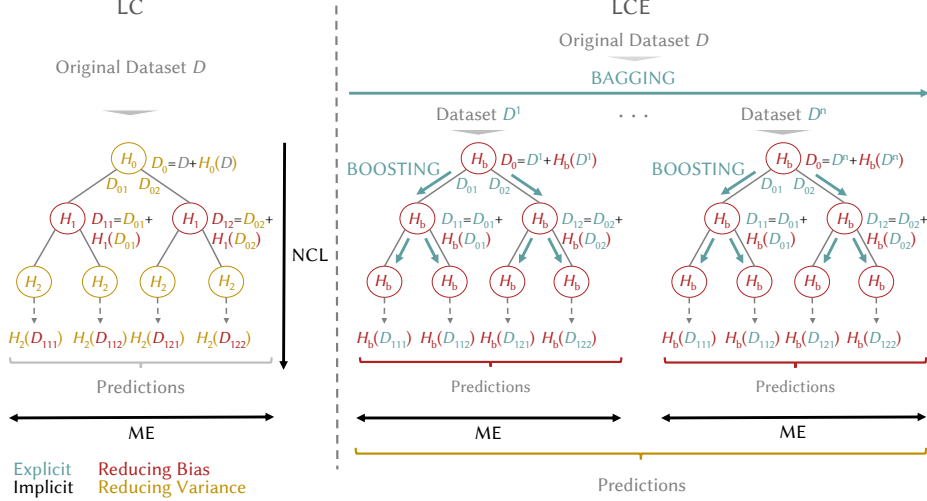 LC
Original Dataset D
H₀ D₀=D+H₀(D)
D₀₁ D₀₂
H₁ D₁₁=D₀₁+ H₁ D₁₂=D₀₂+
H₁(D₀₁) H₁(D₀₂)
H₂ H₂ H₂ H₂
H₂(D₁₁₁) H₂(D₁₁₂) H₂(D₁₂₁) H₂(D₁₂₂)
Predictions
ME
NCL
Explicit Reducing Bias
Implicit Reducing Variance
LCE
Original Dataset D
BAGGING
Dataset D¹ . . . Dataset Dⁿ
H_b D₀=D¹+H_b(D¹)
BOOSTING
D₀₁ D₀₂
H_b D₁₁=D₀₁+ H_b D₁₂=D₀₂+
H_b(D₀₁) H_b(D₀₂)
H_b H_b H_b H_b
H_b(D₁₁₁) H_b(D₁₁₂) H_b(D₁₂₁) H_b(D₁₂₂)
Predictions
ME
H_b D₀=Dⁿ+H_b(Dⁿ)
BOOSTING
D₀₁ D₀₂
H_b D₁₁=D₀₁+ H_b D₁₂=D₀₂+
H_b(D₀₁) H_b(D₀₂)
H_b H_b H_b H_b
H_b(D₁₁₁) H_b(D₁₁₂) H_b(D₁₂₁) H_b(D₁₂₂)
Predictions
ME
Predictions